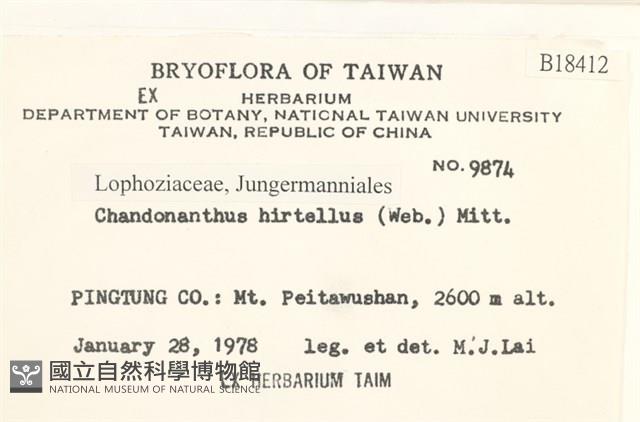 B18412
BRYOFLORA OF TAIWAN
EX HERBARIUM
DEPARTMENT OF BOTANY, NATIONAL TAIWAN UNIVERSITY
TAIWAN, REPUBLIC OF CHINA
NO. 9874
Lophoziaceae, Jungermanniales
Chandonanthus hirtellus (Web.) Mitt.
PINGTUNG CO.: Mt. Peitawushan, 2600 m alt.
January 28, 1978 leg. et det. M.J.Lai
國立自然科學博物館
NATIONAL MUSEUM OF NATURAL SCIENCE
EX HERBARIUM TAIM